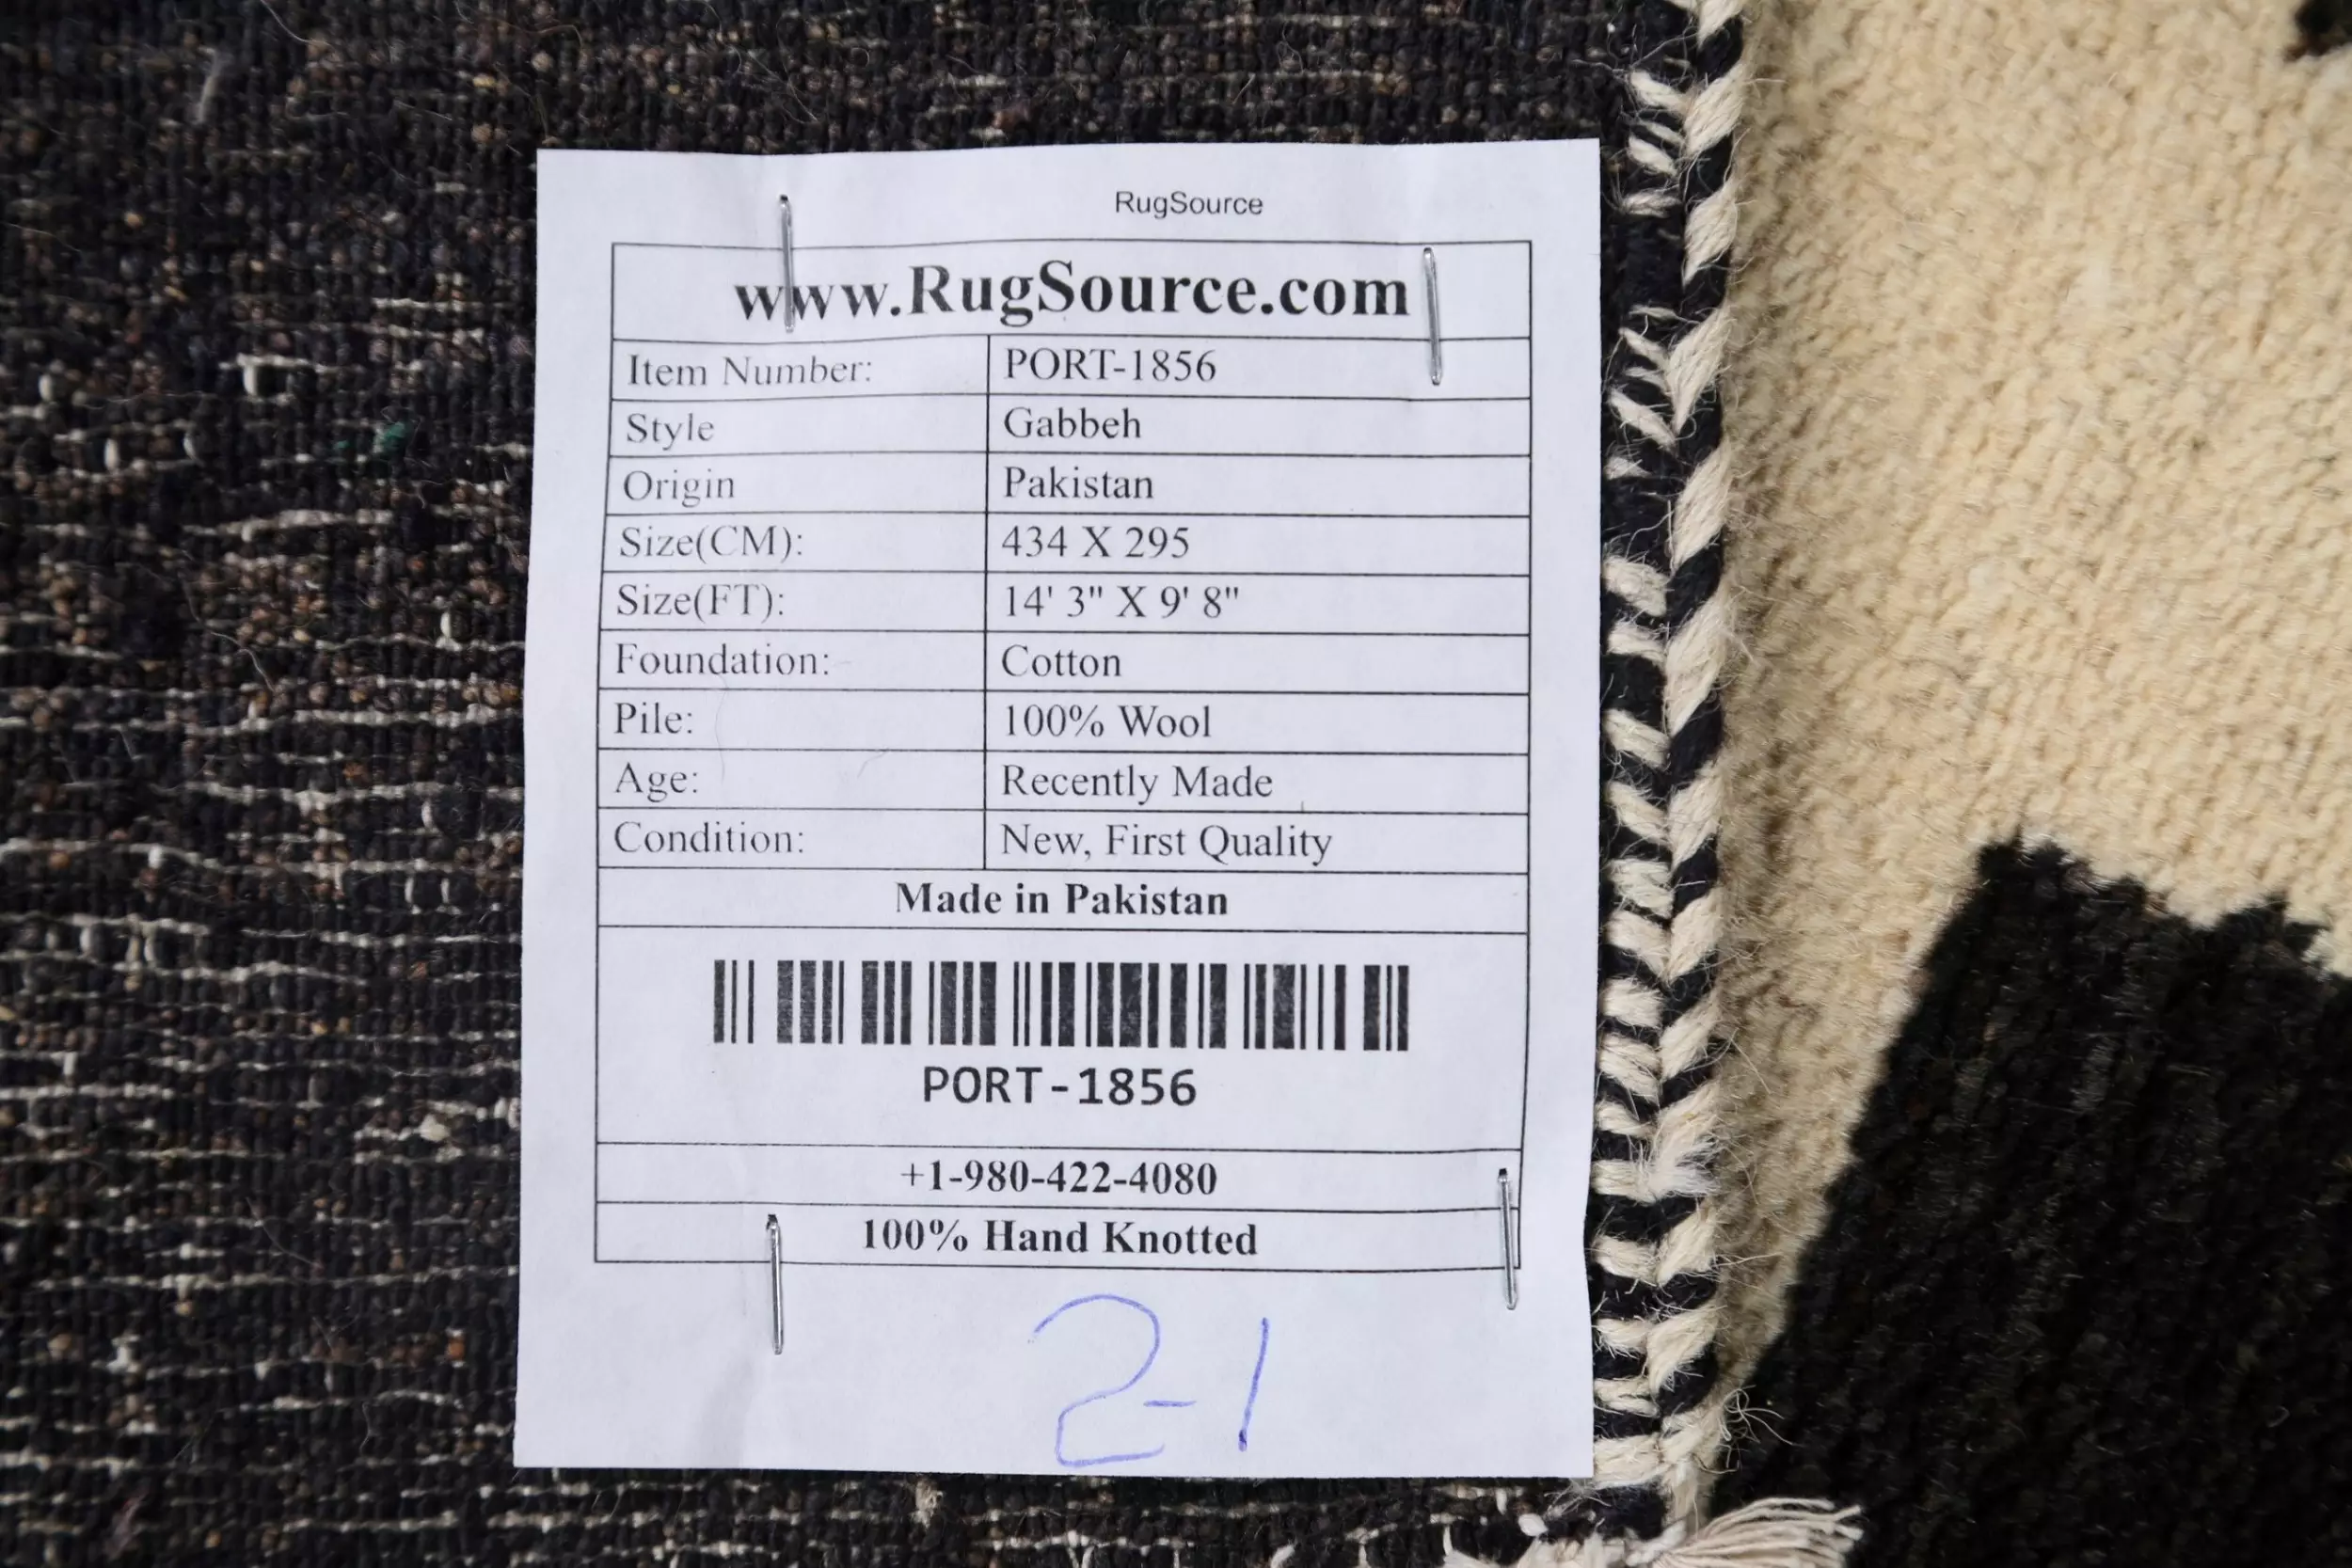 RugSource
www.RugSource.com
Item Number: PORT-1856
Style Gabbeh
Origin Pakistan
Size(CM): 434 X 295
Size(FT): 14' 3" X 9' 8"
Foundation: Cotton
Pile: 100% Wool
Age: Recently Made
Condition: New, First Quality
Made in Pakistan
PORT-1856
+1-980-422-4080
100% Hand Knotted
2-1